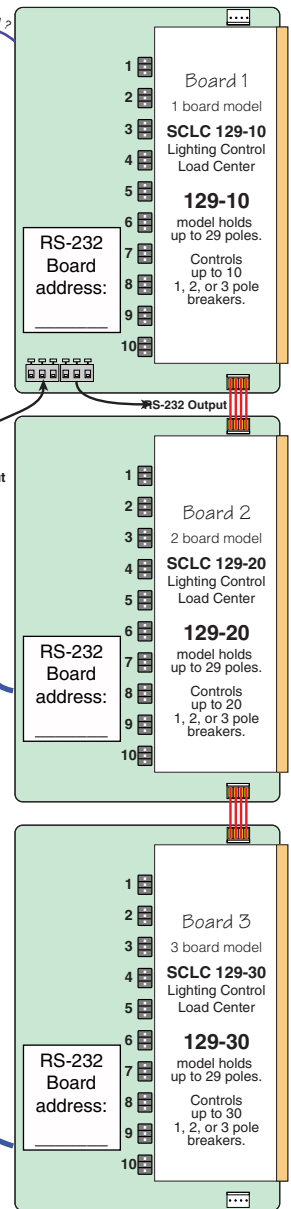 ?
1
2
3
4
5
6
7
8
9
10
Board 1
1 board model
SCLC 129-10
Lighting Control
Load Center
129-10
model holds
up to 29 poles.
Controls
up to 10
1, 2, or 3 pole
breakers.
RS-232
Board
address:
RS-232 Output
1
2
3
4
5
6
7
8
9
10
Board 2
2 board model
SCLC 129-20
Lighting Control
Load Center
129-20
model holds
up to 29 poles.
Controls
up to 20
1, 2, or 3 pole
breakers.
RS-232
Board
address:
1
2
3
4
5
6
7
8
9
10
Board 3
3 board model
SCLC 129-30
Lighting Control
Load Center
129-30
model holds
up to 29 poles.
Controls
up to 30
1, 2, or 3 pole
breakers.
RS-232
Board
address: